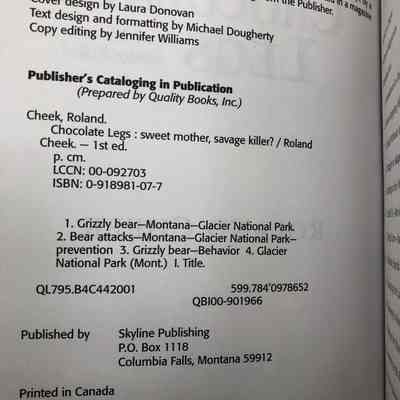 from the Publisher.
in a magazine
Cover design by Laura Donovan
Text design and formatting by Michael Dougherty
Copy editing by Jennifer Williams
Publisher's Cataloging in Publication
(Prepared by Quality Books, Inc.)
Cheek, Roland.
Chocolate Legs : sweet mother, savage killer? / Roland
Cheek. — 1st ed.
p. cm.
LCCN: 00-092703
ISBN: 0-918981-07-7
1. Grizzly bear—Montana—Glacier National Park.
2. Bear attacks—Montana—Glacier National Park—
prevention 3. Grizzly bear—Behavior 4. Glacier
National Park (Mont.) I. Title.
QL795.B4C442001 599.784'0978652
QBI00-901966
Published by Skyline Publishing
P.O. Box 1118
Columbia Falls, Montana 59912
Printed in Canada